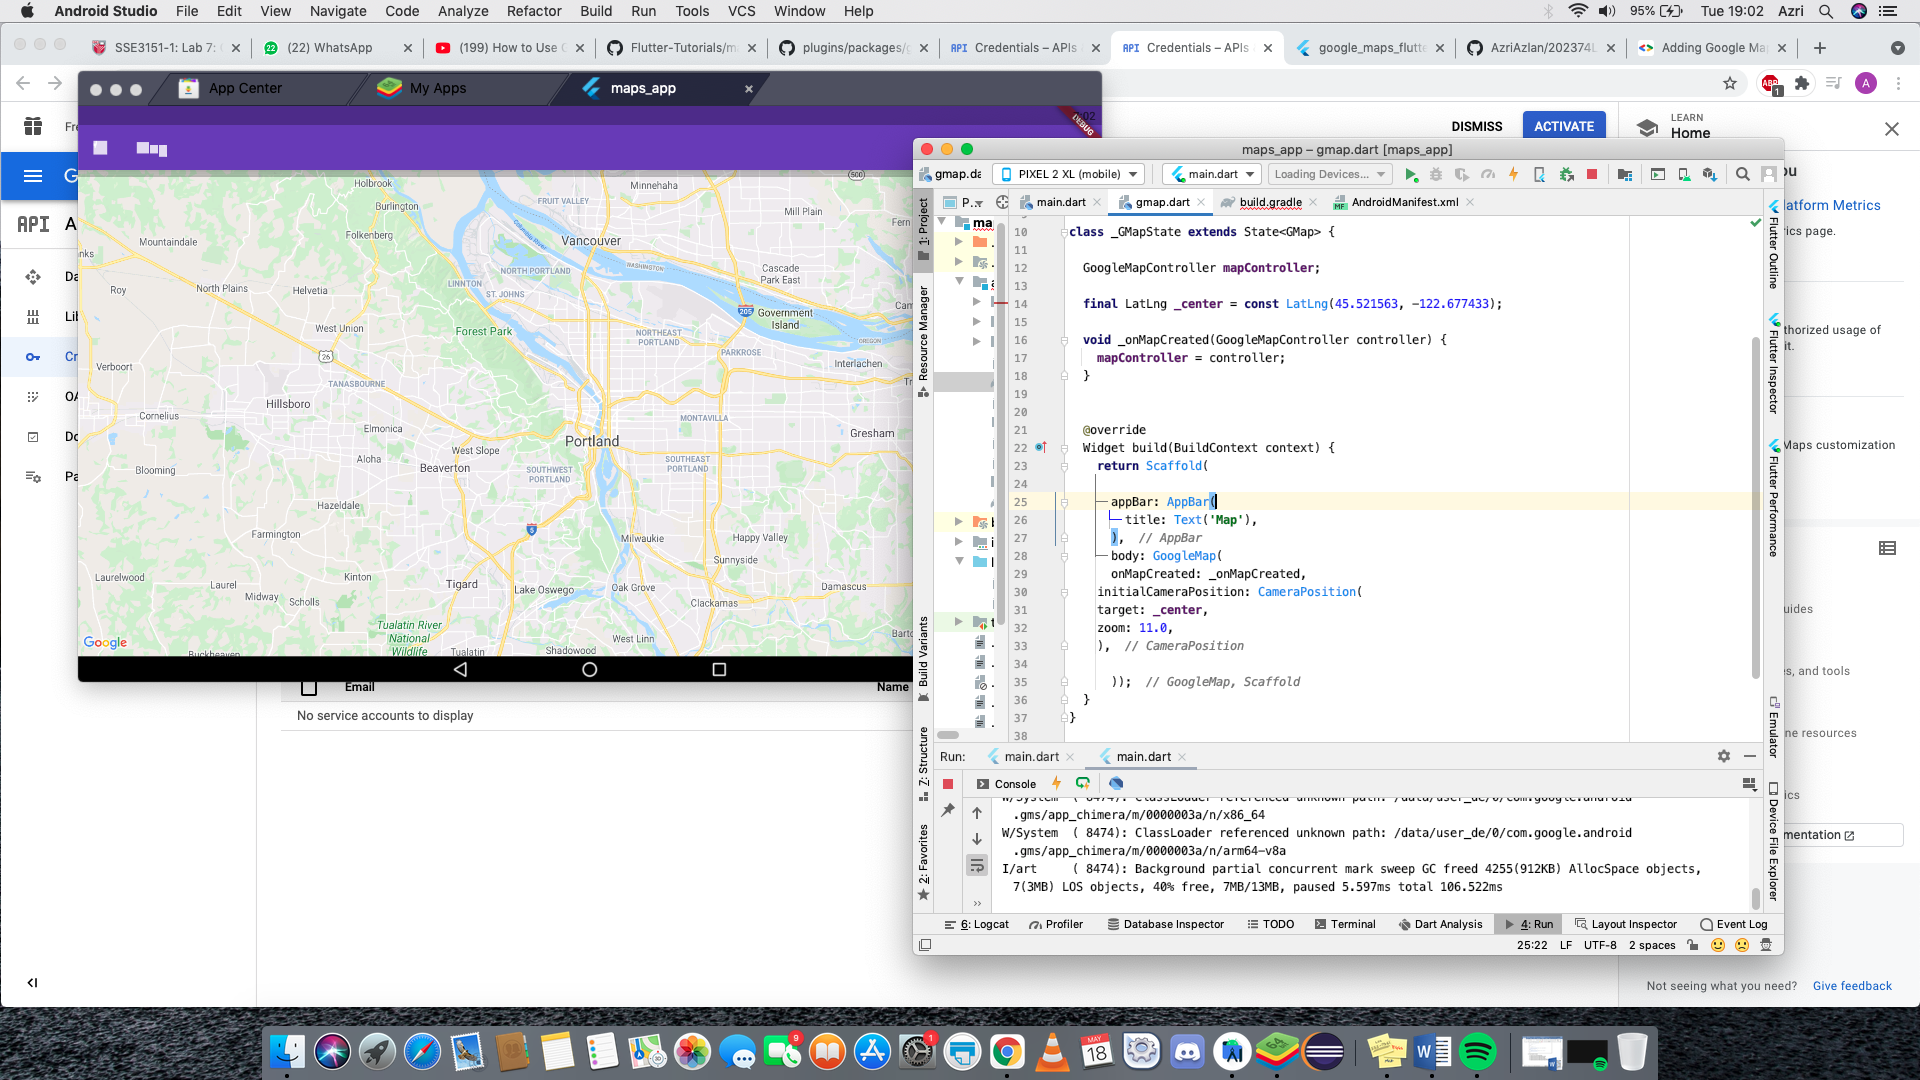 Android Studio File Edit View Navigate Code Analyze Refactor Build Run Tools VCS Window Help 95% Tue 19:02 Azri
SSE3151-1: Lab 7: (22) WhatsApp (199) How to Use G Flutter-Tutorials/m plugins/packages/g Credentials – APIs Credentials – APIs google_maps_flutte AzriAzlan/202374L Adding Google Ma
App Center My Apps maps_app
DEBUG
DISMISS ACTIVATE
LEARN
Home
API
No service accounts to display
Email Name
Holbrook
Burlington
Minnehaha
FRUIT VALLEY
Mill Plain
Folkenberg
Mountaindale
Vancouver
Cascade
Park East
NORTH PORTLAND
LINNTON
ST. JOHNS
Roy
North Plains
Helvetia
205
Government
Island
West Union
Forest Park
NORTHEAST
PORTLAND
PARKROSE
26
Hazeldale
Verboort
Interlachen
TANASBOURNE
Hillsboro
Cornelius
MONTAVILLA
Elmonica
Portland
Gresham
West Slope
Aloha
Beaverton
SOUTHEAST
PORTLAND
SOUTHWEST
PORTLAND
Blooming
Hazeldale
5
Farmington
Milwaukie
Happy Valley
Sunnyside
Laurelwood
Laurel
Kinton
Tigard
Lake Oswego
Oak Grove
Damascus
Midway
Scholls
Clackamas
Tualatin River
National
Wildlife
West Linn
Google
Buckheaven
Tualatin
Shadowood
maps_app – gmap.dart [maps_app]
PIXEL 2 XL (mobile) main.dart Loading Devices...
main.dart gmap.dart build.gradle AndroidManifest.xml
10 class _GMapState extends State<GMap> {
11
12 GoogleMapController mapController;
13
14 final LatLng _center = const LatLng(45.521563, -122.677433);
15
16 void _onMapCreated(GoogleMapController controller) {
17 mapController = controller;
18 }
19
20
21 @override
22 Widget build(BuildContext context) {
23 return Scaffold(
24
25 appBar: AppBar(
26 title: Text('Map'),
27 ), // AppBar
28 body: GoogleMap(
29 onMapCreated: _onMapCreated,
30 initialCameraPosition: CameraPosition(
31 target: _center,
32 zoom: 11.0,
33 ), // CameraPosition
34
35 )); // GoogleMap, Scaffold
36 }
37 }
38
1: Project
Resource Manager
Build Variants
7: Structure
2: Favorites
Flutter Outline
Flutter Inspector
Flutter Performance
Emulator
Device File Explorer
Run: main.dart main.dart
Console
W/System ( 8474): ClassLoader referenced unknown path: /data/user_de/0/com.google.android
.gms/app_chimera/m/0000003a/n/x86_64
W/System ( 8474): ClassLoader referenced unknown path: /data/user_de/0/com.google.android
.gms/app_chimera/m/0000003a/n/arm64-v8a
I/art ( 8474): Background partial concurrent mark sweep GC freed 4255(912KB) AllocSpace objects,
7(3MB) LOS objects, 40% free, 7MB/13MB, paused 5.597ms total 106.522ms
6: Logcat Profiler Database Inspector TODO Terminal Dart Analysis 4: Run Layout Inspector Event Log
25:22 LF UTF-8 2 spaces
atform Metrics
rics page.
thorized usage of
it.
Maps customization
uides
es, and tools
ne resources
ics
mentation
Not seeing what you need? Give feedback
9
1
MAY
18